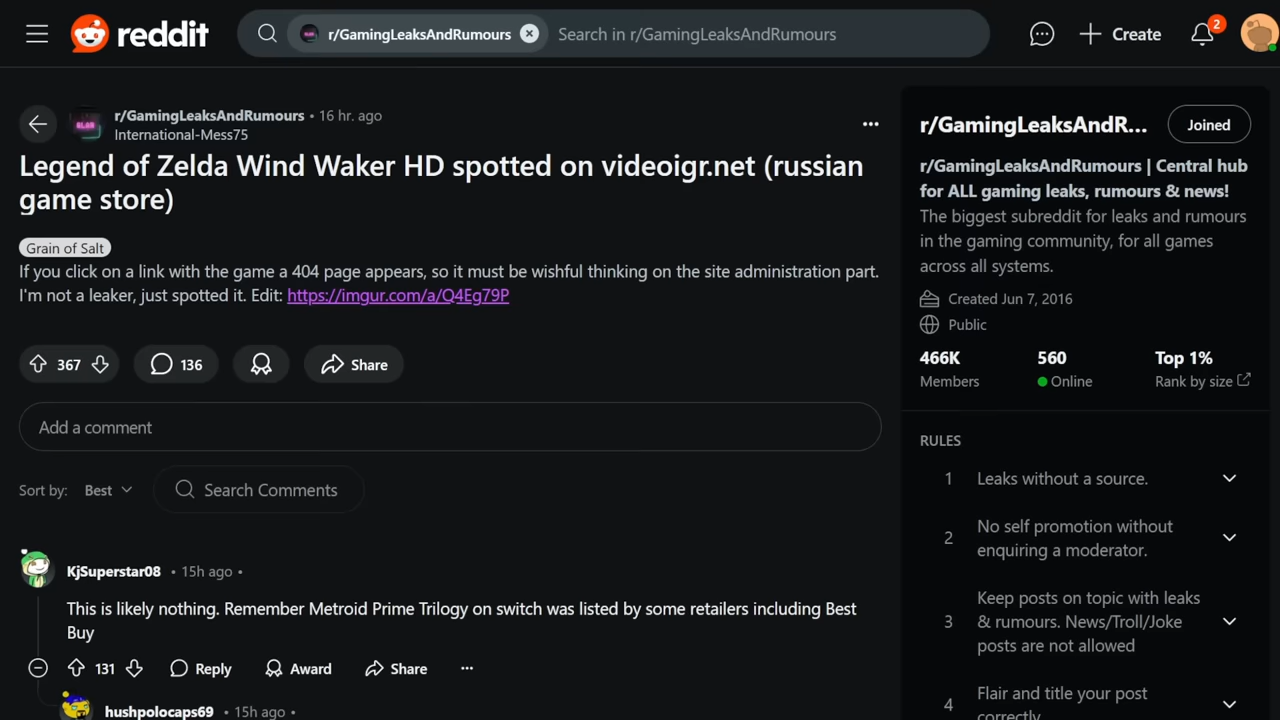 reddit
r/GamingLeaksAndRumours
Search in r/GamingLeaksAndRumours
Create
2
r/GamingLeaksAndRumours • 16 hr. ago
International-Mess75
Legend of Zelda Wind Waker HD spotted on videoigr.net (russian
game store)
Grain of Salt
If you click on a link with the game a 404 page appears, so it must be wishful thinking on the site administration part.
I'm not a leaker, just spotted it. Edit: https://imgur.com/a/Q4Eg79P
367
136
Share
Add a comment
Sort by: Best
Search Comments
KjSuperstar08 • 15h ago •
This is likely nothing. Remember Metroid Prime Trilogy on switch was listed by some retailers including Best
Buy
131 Reply Award Share
hushpolocaps69 • 15h ago •
r/GamingLeaksAndR...
Joined
r/GamingLeaksAndRumours | Central hub
for ALL gaming leaks, rumours & news!
The biggest subreddit for leaks and rumours
in the gaming community, for all games
across all systems.
Created Jun 7, 2016
Public
466K 560 Top 1%
Members Online Rank by size
RULES
1 Leaks without a source.
2 No self promotion without
enquiring a moderator.
3 Keep posts on topic with leaks
& rumours. News/Troll/Joke
posts are not allowed
4 Flair and title your post
correctly